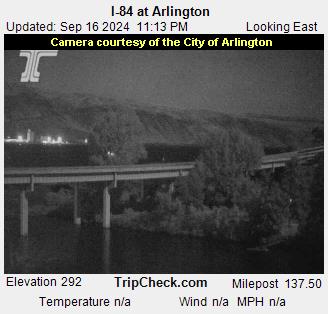 I-84 at Arlington
Updated: Sep 16 2024 11:13 PM Looking East
Camera courtesy of the City of Arlington
Elevation 292 TripCheck.com Milepost 137.50
Temperature n/a Wind n/a MPH n/a